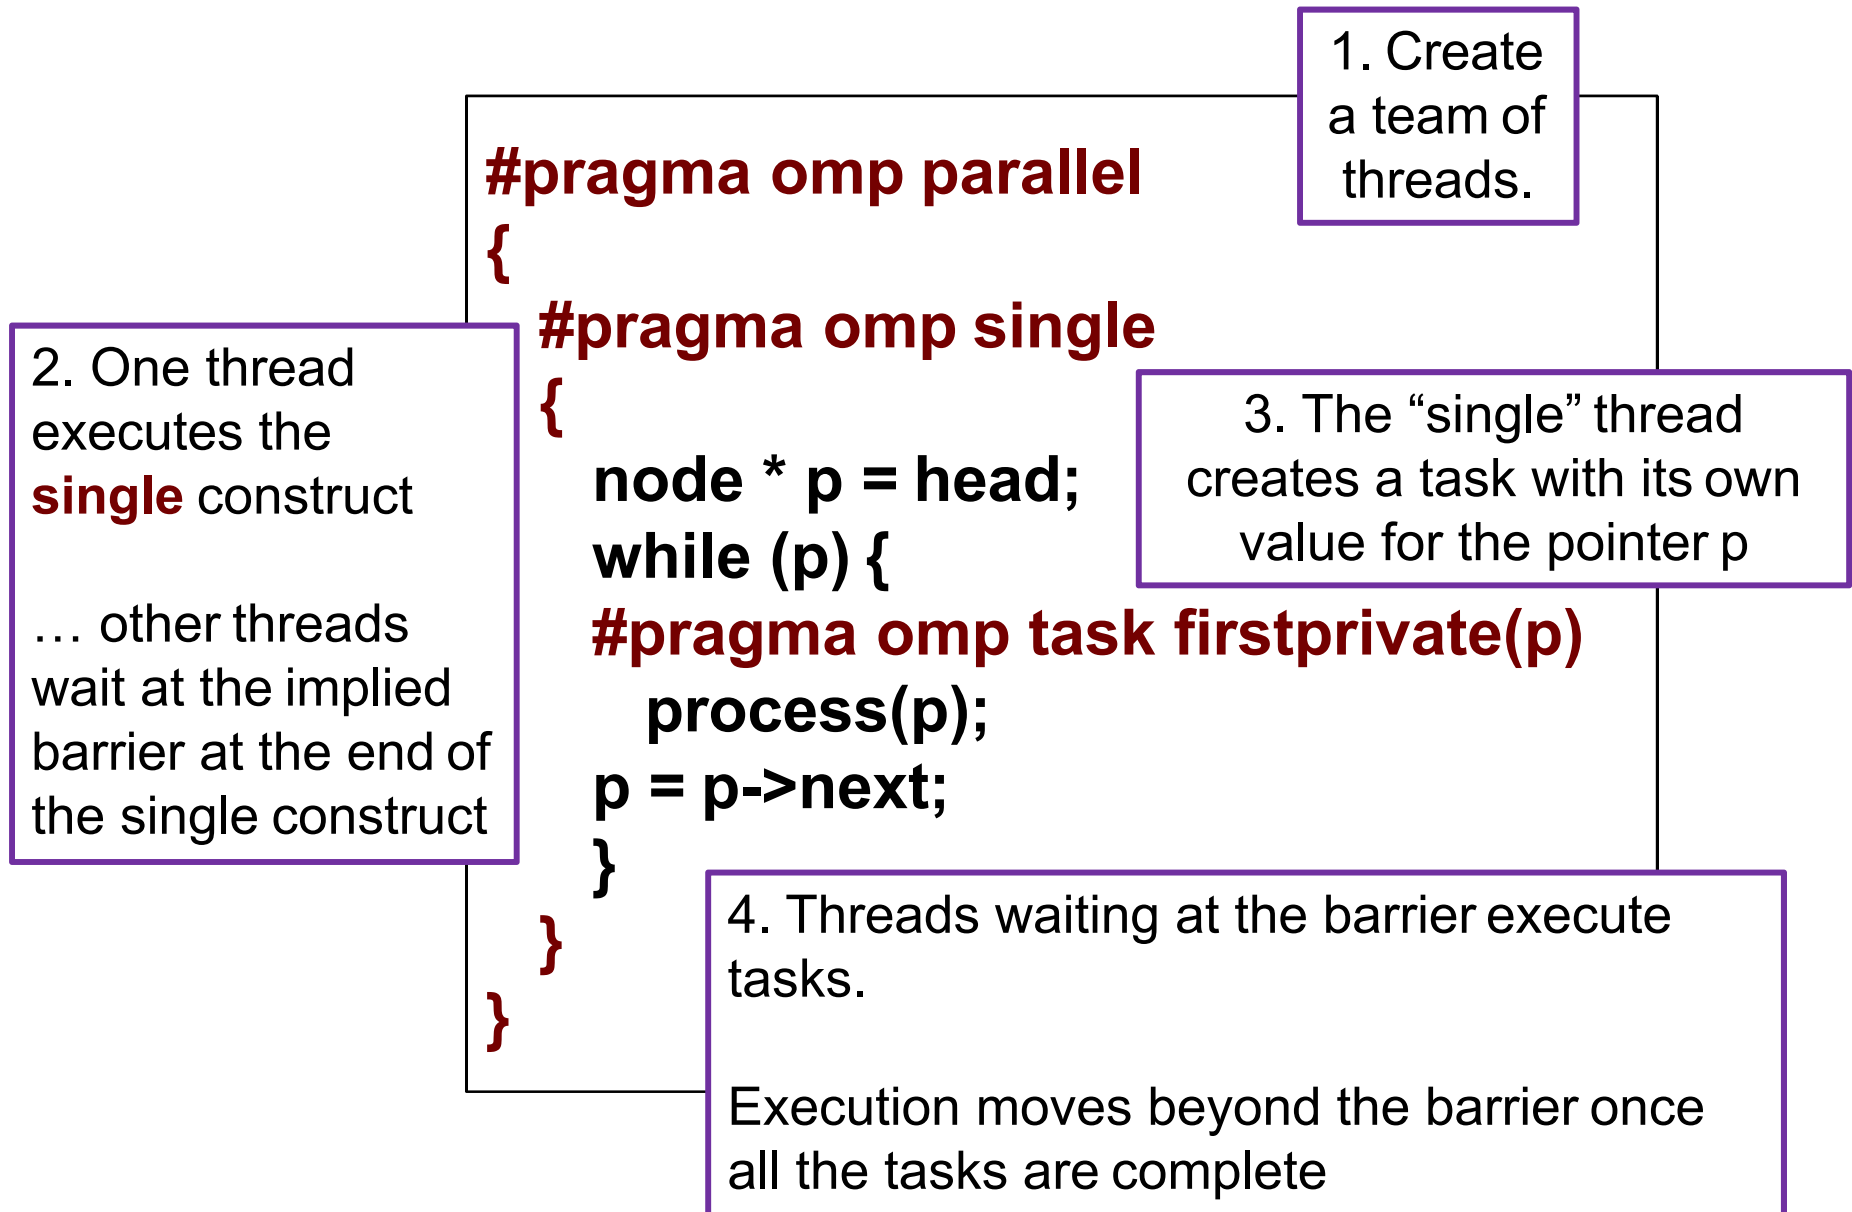 1. Create
a team of
threads.
#pragma omp parallel
{
#pragma omp single
{
node * p = head;
while (p) {
#pragma omp task firstprivate(p)
process(p);
p = p->next;
}
}
}
2. One thread
executes the
single construct
… other threads
wait at the implied
barrier at the end of
the single construct
3. The “single” thread
creates a task with its own
value for the pointer p
4. Threads waiting at the barrier execute
tasks.
Execution moves beyond the barrier once
all the tasks are complete